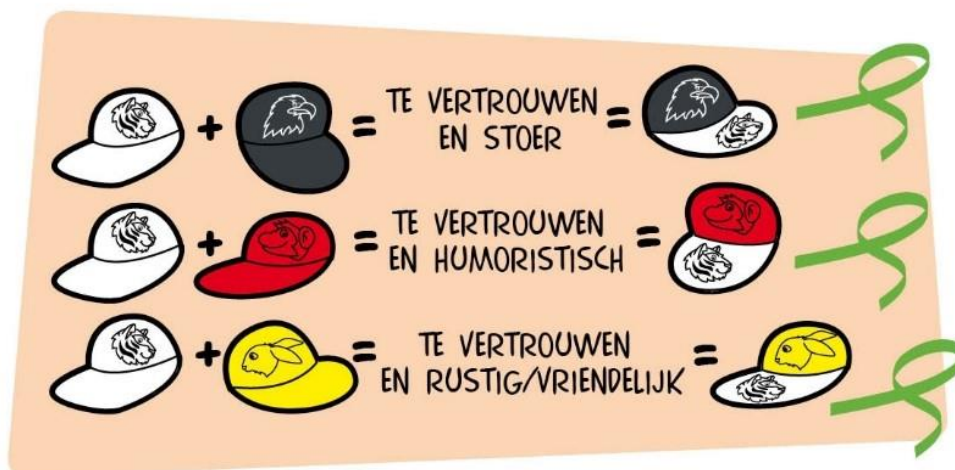 + = TE VERTROUWEN =
EN STOER
+ = TE VERTROUWEN =
EN HUMORISTISCH
+ = TE VERTROUWEN =
EN RUSTIG/VRIENDELIJK